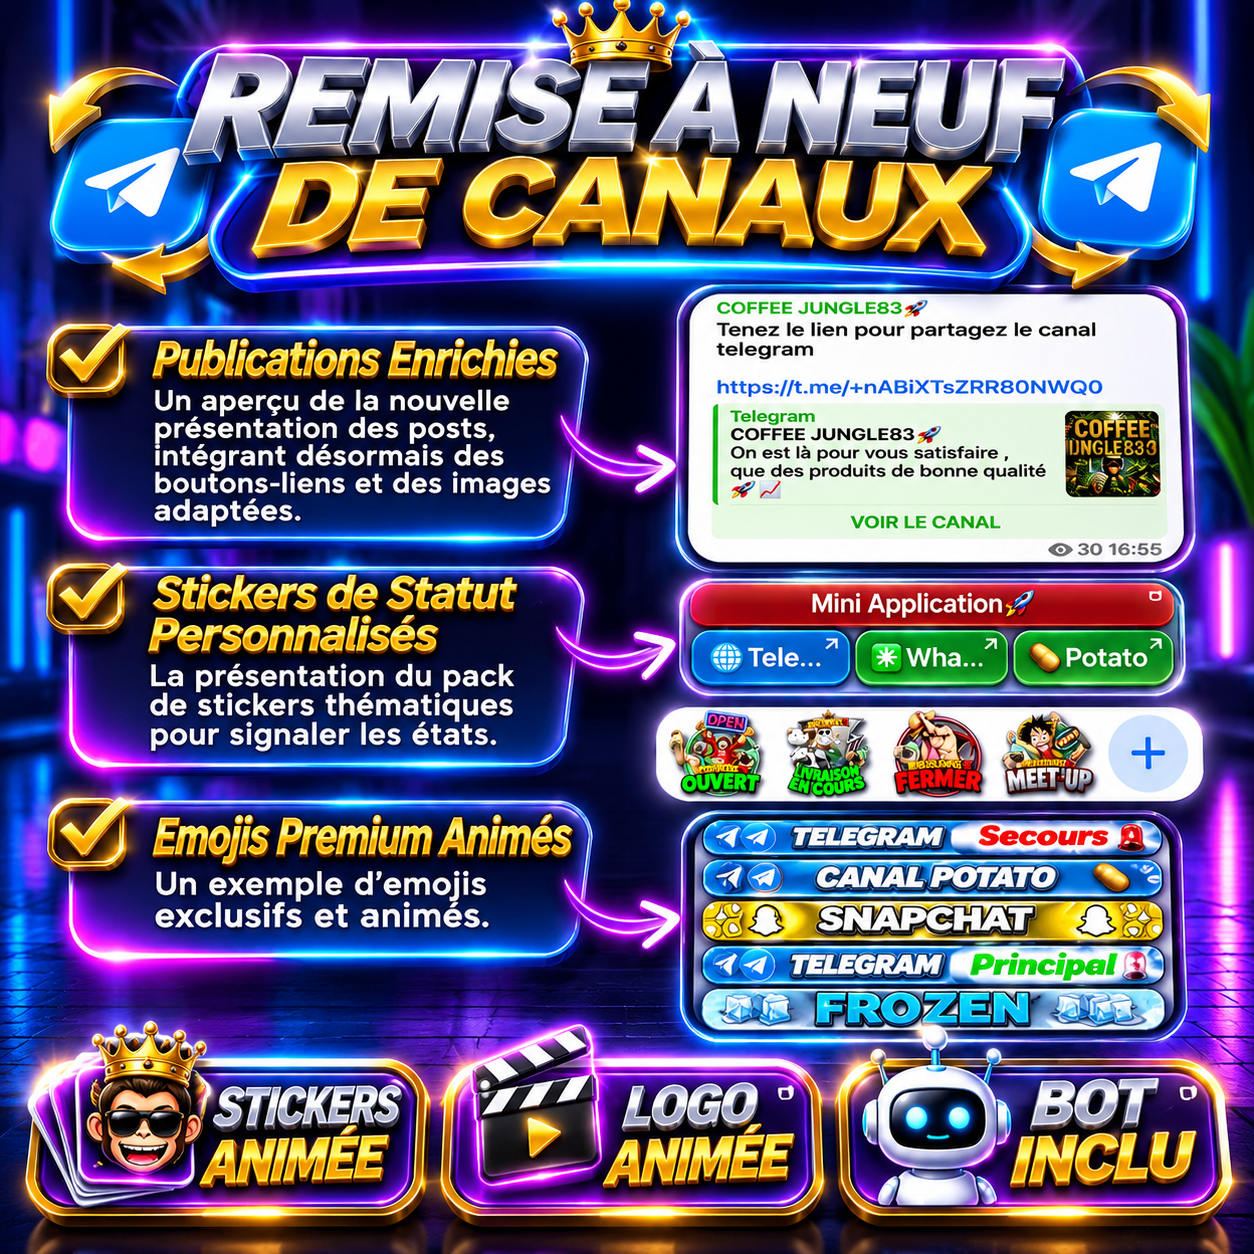 REMISE À NEUF
DE CANAUX
Publications Enrichies
Un aperçu de la nouvelle
présentation des posts,
intégrant désormais des
boutons-liens et des images
adaptées.
COFFEE JUNGLE83🚀
Tenez le lien pour partagez le canal
telegram
https://t.me/+nABiXTsZRR80NWQ0
Telegram
COFFEE JUNGLE83🚀
On est là pour vous satisfaire ,
que des produits de bonne qualité
🚀📈
COFFEE
JUNGLE83
VOIR LE CANAL
30 16:55
Stickers de Statut
Personnalisés
La présentation du pack
de stickers thématiques
pour signaler les états.
Mini Application🚀
Tele...
Wha...
Potato
OPEN
OUVERT
LIVRAISON
EN COURS
FERMER
MEET-UP
Emojis Premium Animés
Un exemple d'emojis
exclusifs et animés.
TELEGRAM Secours
CANAL POTATO
SNAPCHAT
TELEGRAM Principal
FROZEN
STICKERS
ANIMÉE
LOGO
ANIMÉE
BOT
INCLU